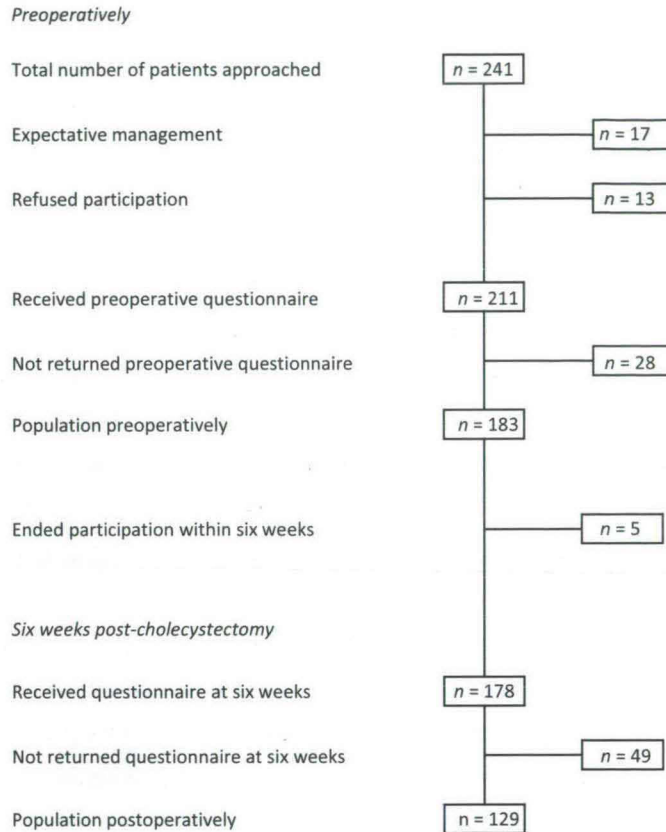 Preoperatively
Total number of patients approached n = 241
Expectative management n = 17
Refused participation n = 13
Received preoperative questionnaire n = 211
Not returned preoperative questionnaire n = 28
Population preoperatively n = 183
Ended participation within six weeks n = 5
Six weeks post-cholecystectomy
Received questionnaire at six weeks n = 178
Not returned questionnaire at six weeks n = 49
Population postoperatively n = 129